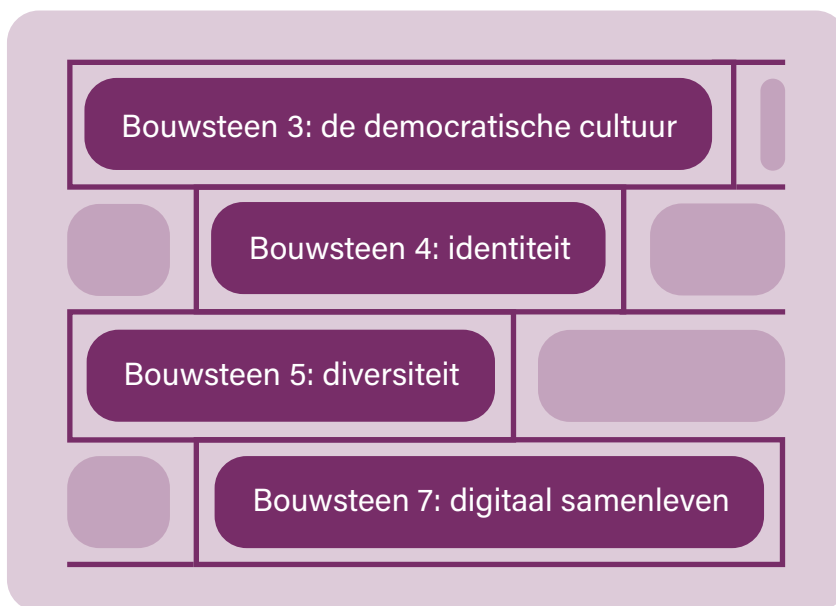 Bouwsteen 3: de democratische cultuur
Bouwsteen 4: identiteit
Bouwsteen 5: diversiteit
Bouwsteen 7: digitaal samenleven